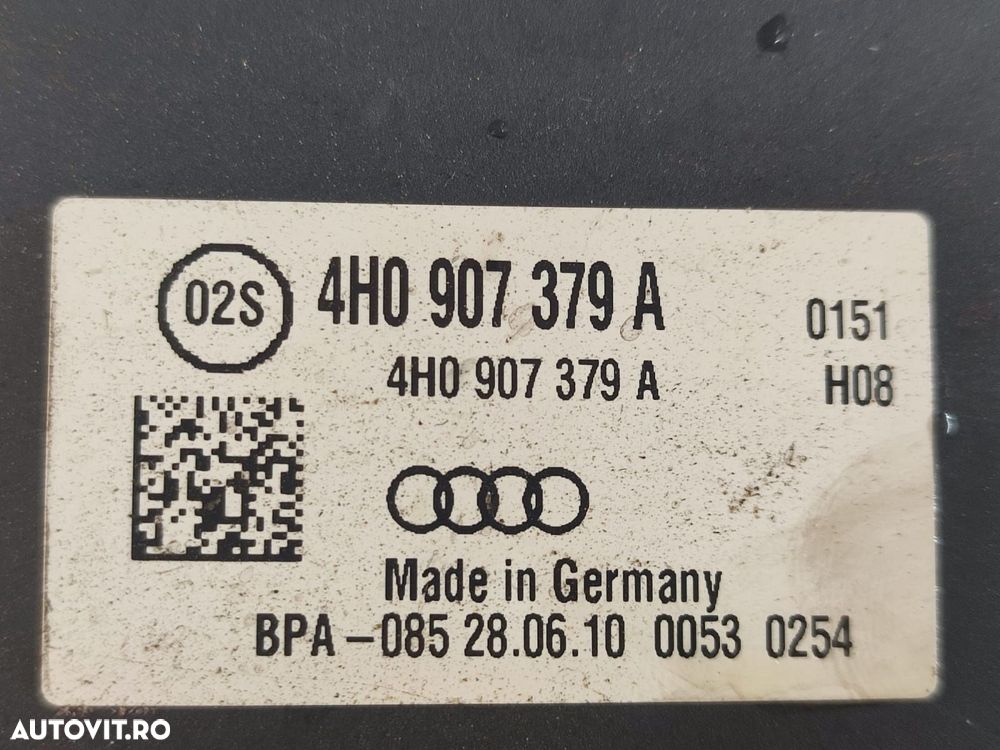 02S 4H0 907 379 A 0151
4H0 907 379 A H08
Made in Germany
BPA-085 28.06.10 0053 0254
AUTOVIT.RO